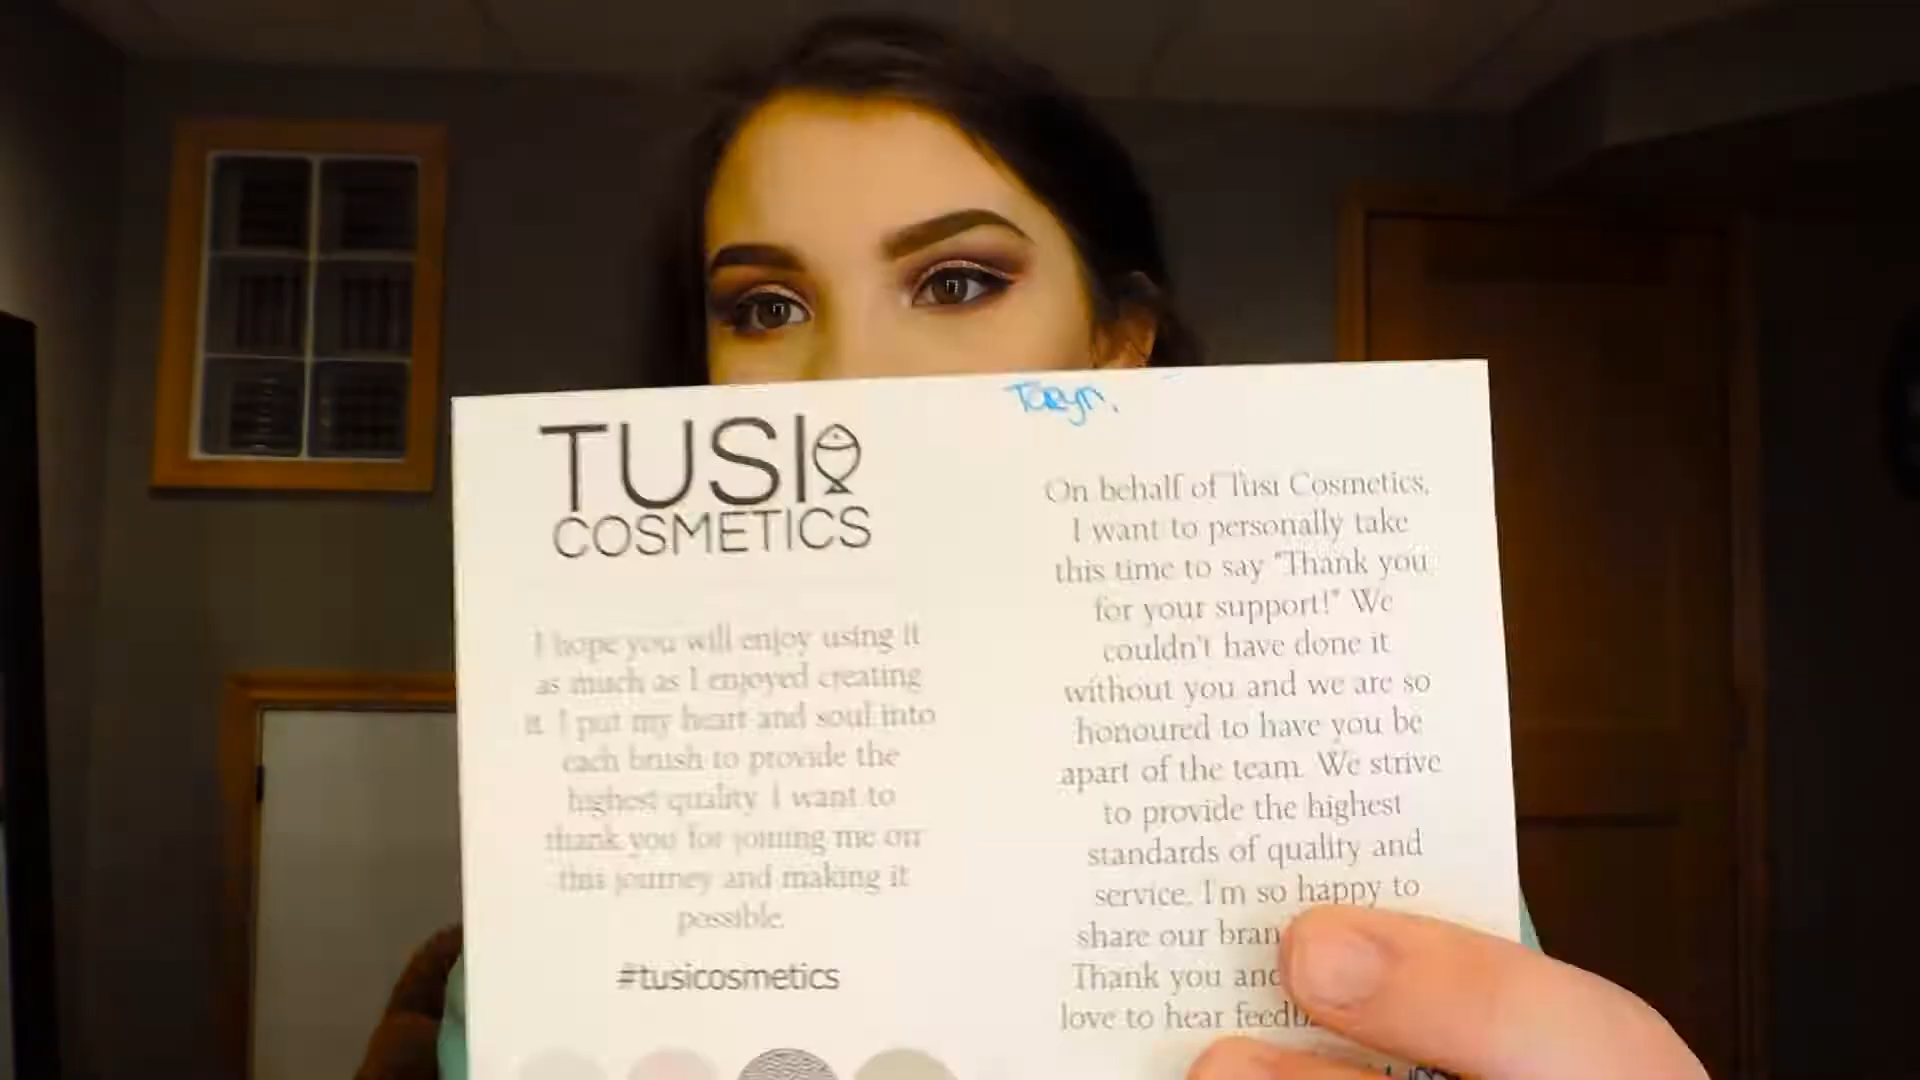 TUSI
COSMETICS
I hope you will enjoy using it
as much as I enjoyed creating
it. I put my heart and soul into
each brush to provide the
highest quality. I want to
thank you for joining me on
this journey and making it
possible.
#tusicosmetics
Taryn.
On behalf of Tusi Cosmetics,
I want to personally take
this time to say "Thank you
for your support!" We
couldn't have done it
without you and we are so
honoured to have you be
apart of the team. We strive
to provide the highest
standards of quality and
service. I'm so happy to
share our bran
Thank you and
love to hear feedb